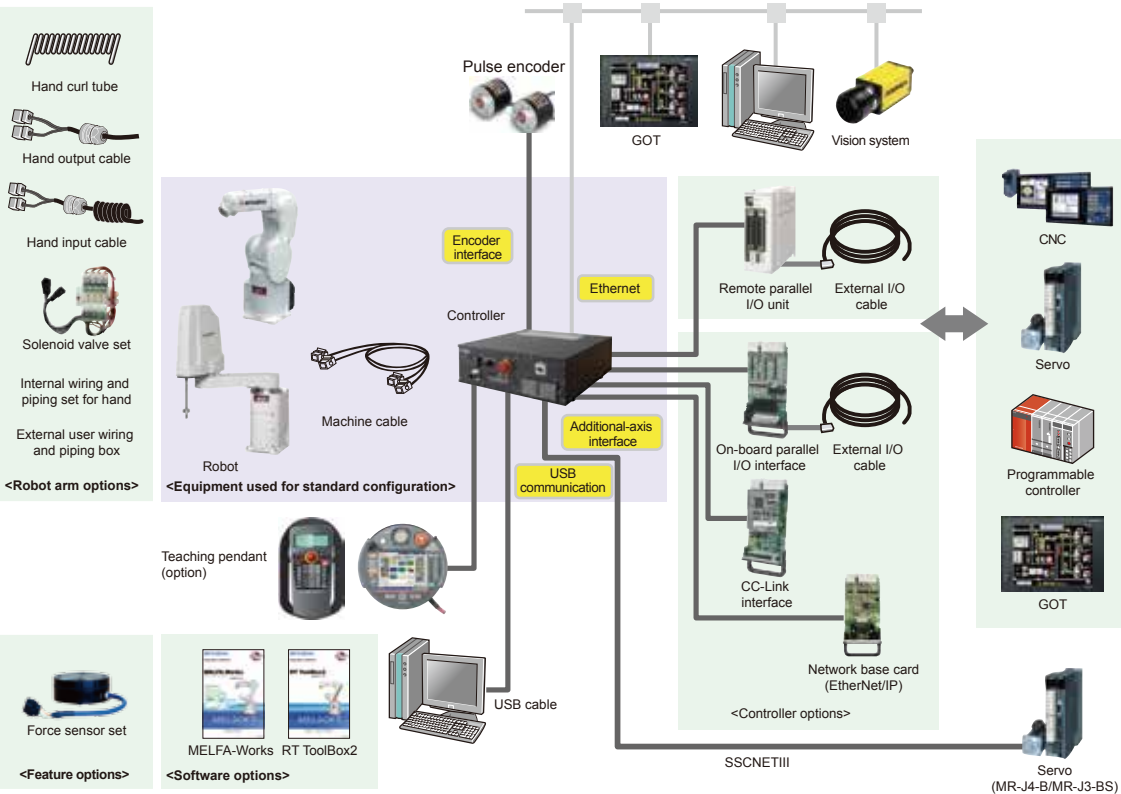 Hand curl tube
Hand output cable
Hand input cable
Solenoid valve set
Internal wiring and
piping set for hand
External user wiring
and piping box
<Robot arm options>
Pulse encoder
GOT
Vision system
Encoder
interface
Ethernet
Controller
Machine cable
Robot
Additional-axis
interface
USB
communication
<Equipment used for standard configuration>
Remote parallel
I/O unit
External I/O
cable
On-board parallel
I/O interface
External I/O
cable
CC-Link
interface
Network base card
(EtherNet/IP)
<Controller options>
CNC
Servo
Programmable
controller
GOT
Teaching pendant
(option)
Force sensor set
<Feature options>
MELFA-Works
RT ToolBox2
MELFA-Works
RT ToolBox2
<Software options>
USB cable
SSCNETIII
Servo
(MR-J4-B/MR-J3-BS)